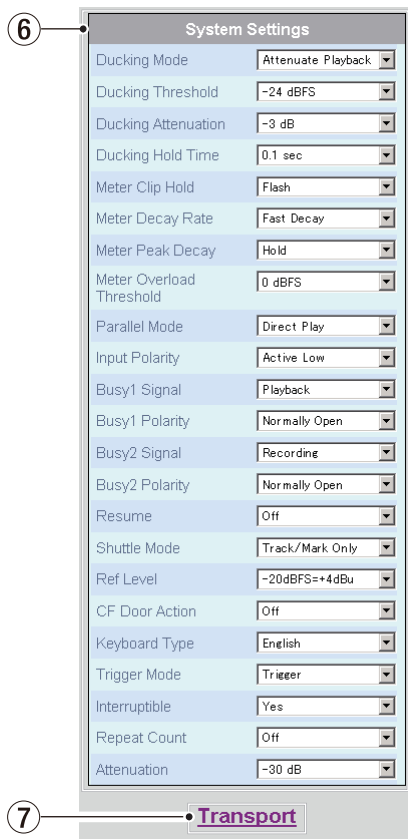 ⑥ System Settings
Ducking Mode Attenuate Playback
Ducking Threshold -24 dBFS
Ducking Attenuation -3 dB
Ducking Hold Time 0.1 sec
Meter Clip Hold Flash
Meter Decay Rate Fast Decay
Meter Peak Decay Hold
Meter Overload
Threshold 0 dBFS
Parallel Mode Direct Play
Input Polarity Active Low
Busy1 Signal Playback
Busy1 Polarity Normally Open
Busy2 Signal Recording
Busy2 Polarity Normally Open
Resume Off
Shuttle Mode Track/Mark Only
Ref Level -20dBFS=+4dBu
CF Door Action Off
Keyboard Type English
Trigger Mode Trigger
Interruptible Yes
Repeat Count Off
Attenuation -30 dB
⑦ Transport